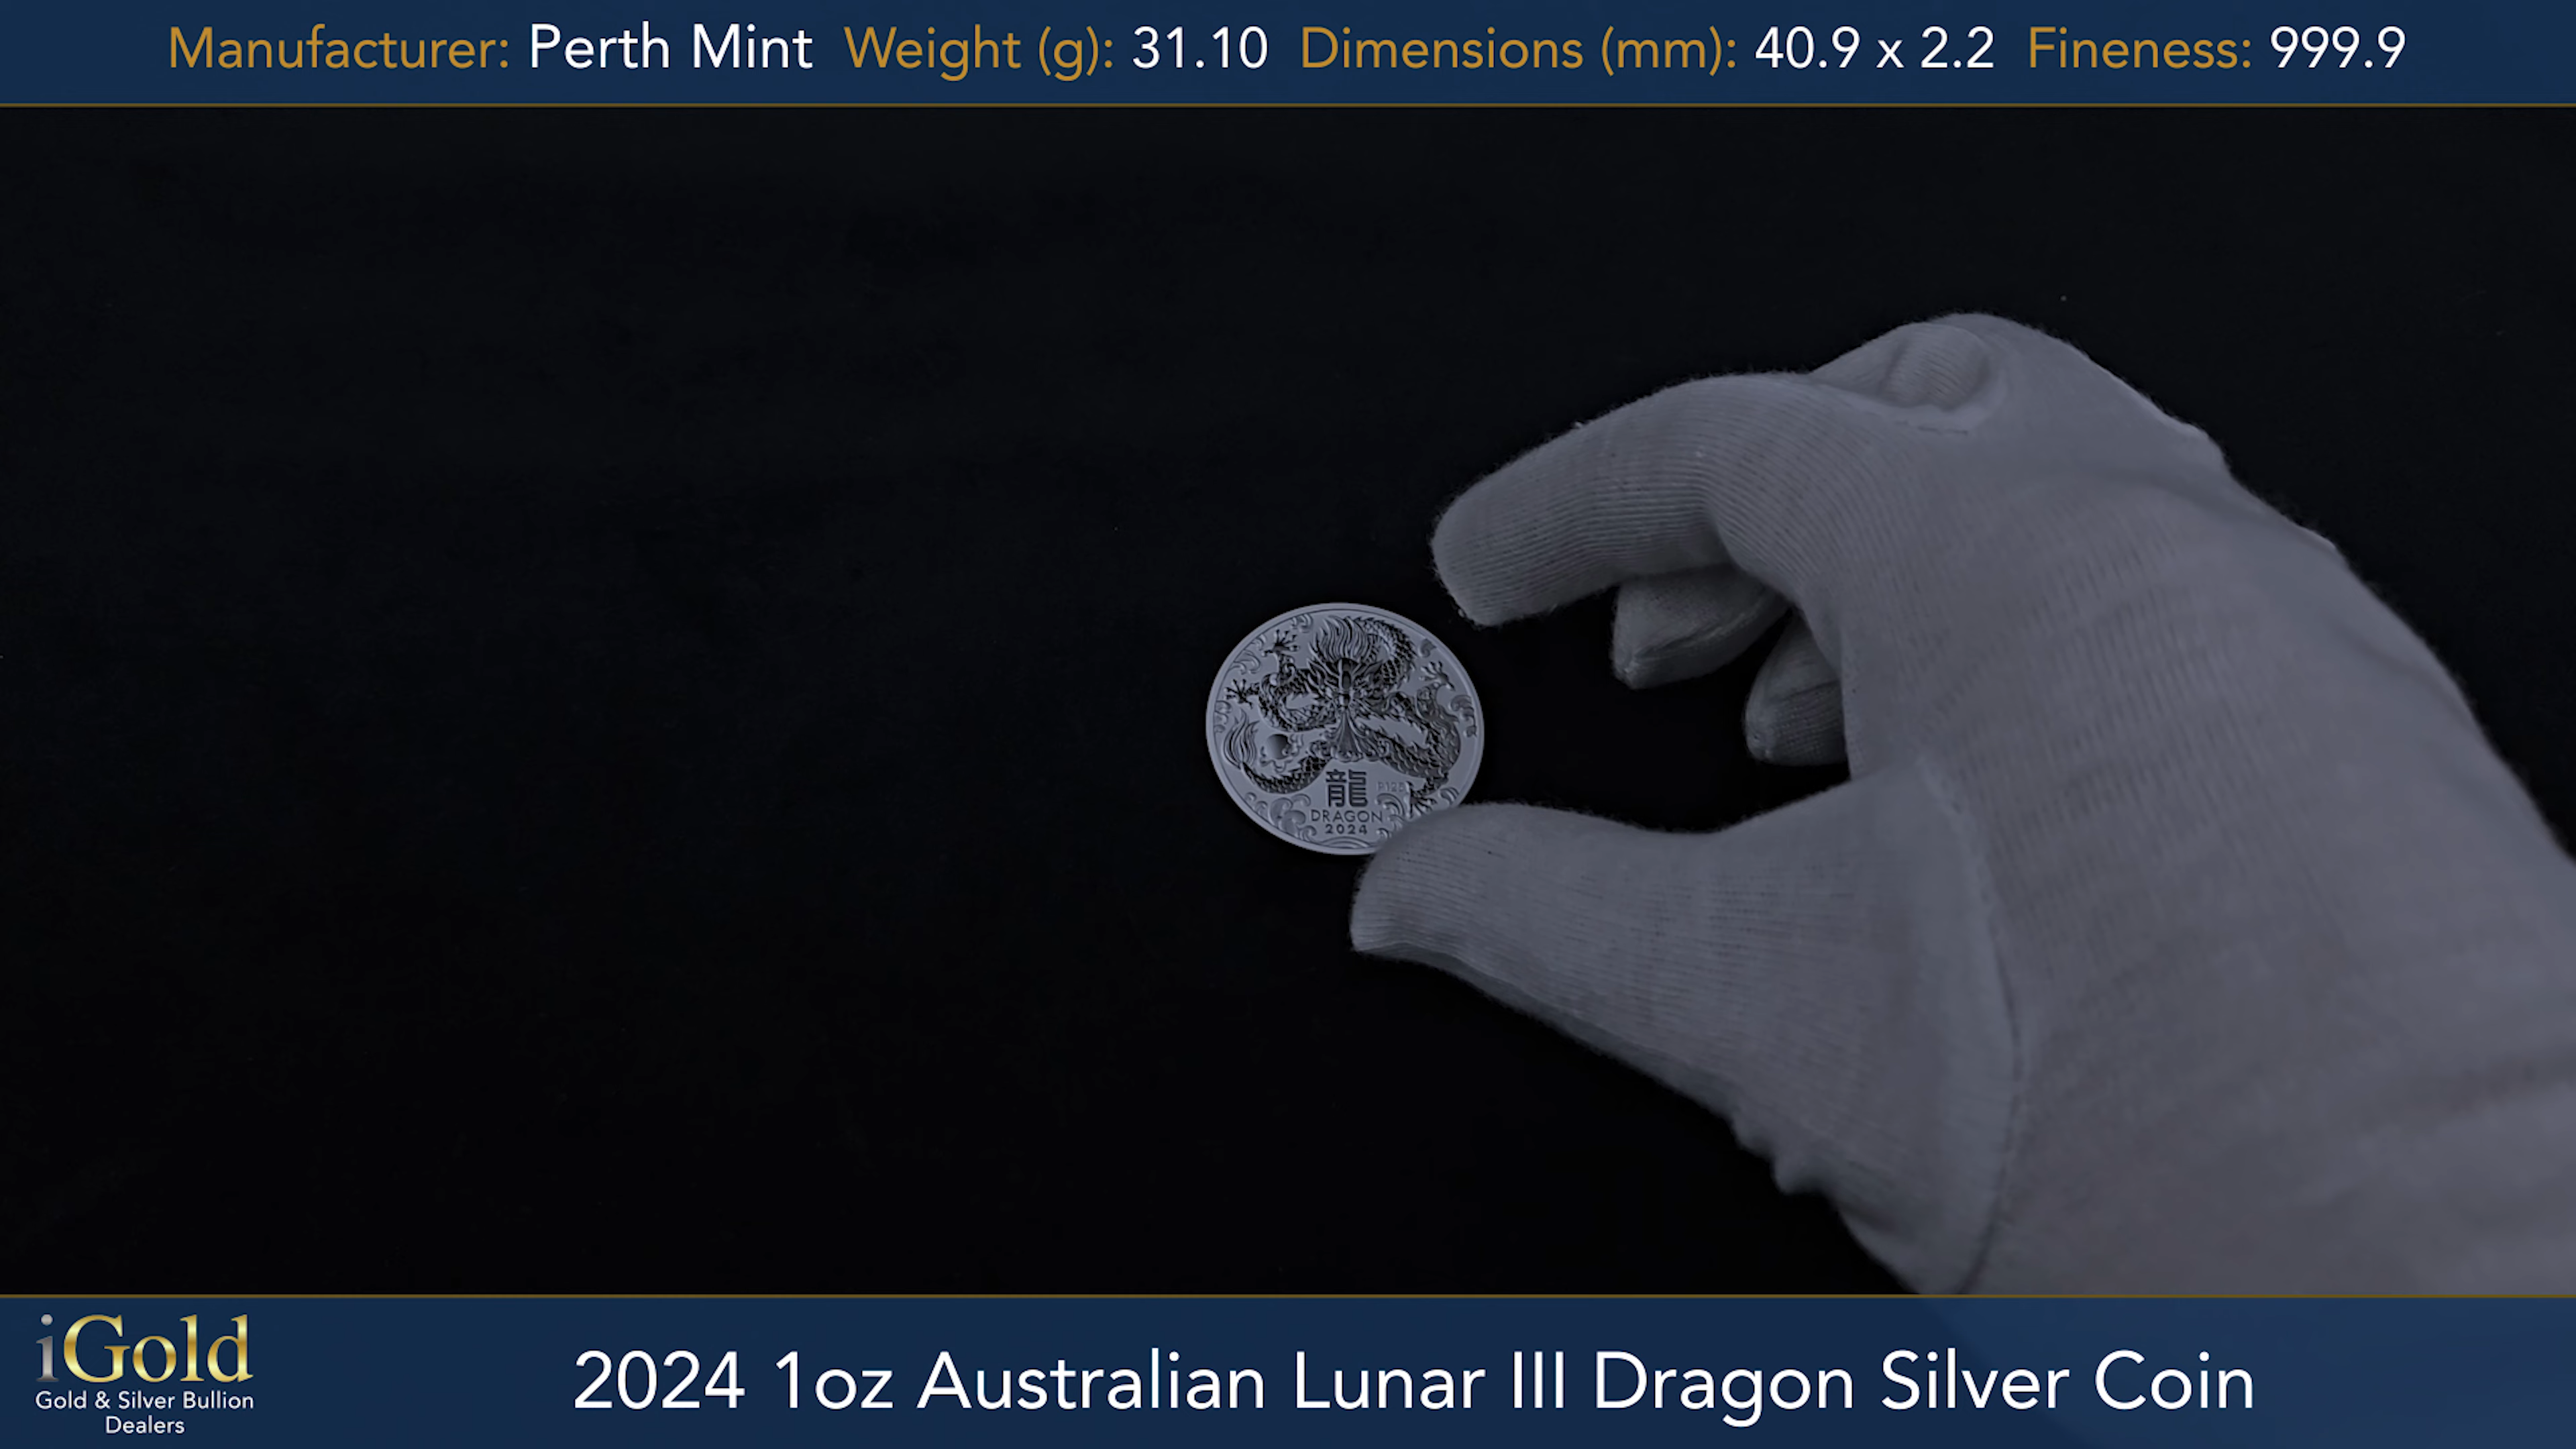 Manufacturer: Perth Mint Weight (g): 31.10 Dimensions (mm): 40.9 x 2.2 Fineness: 999.9
龍
DRAGON
2024
iGold
Gold & Silver Bullion
Dealers
2024 1oz Australian Lunar III Dragon Silver Coin